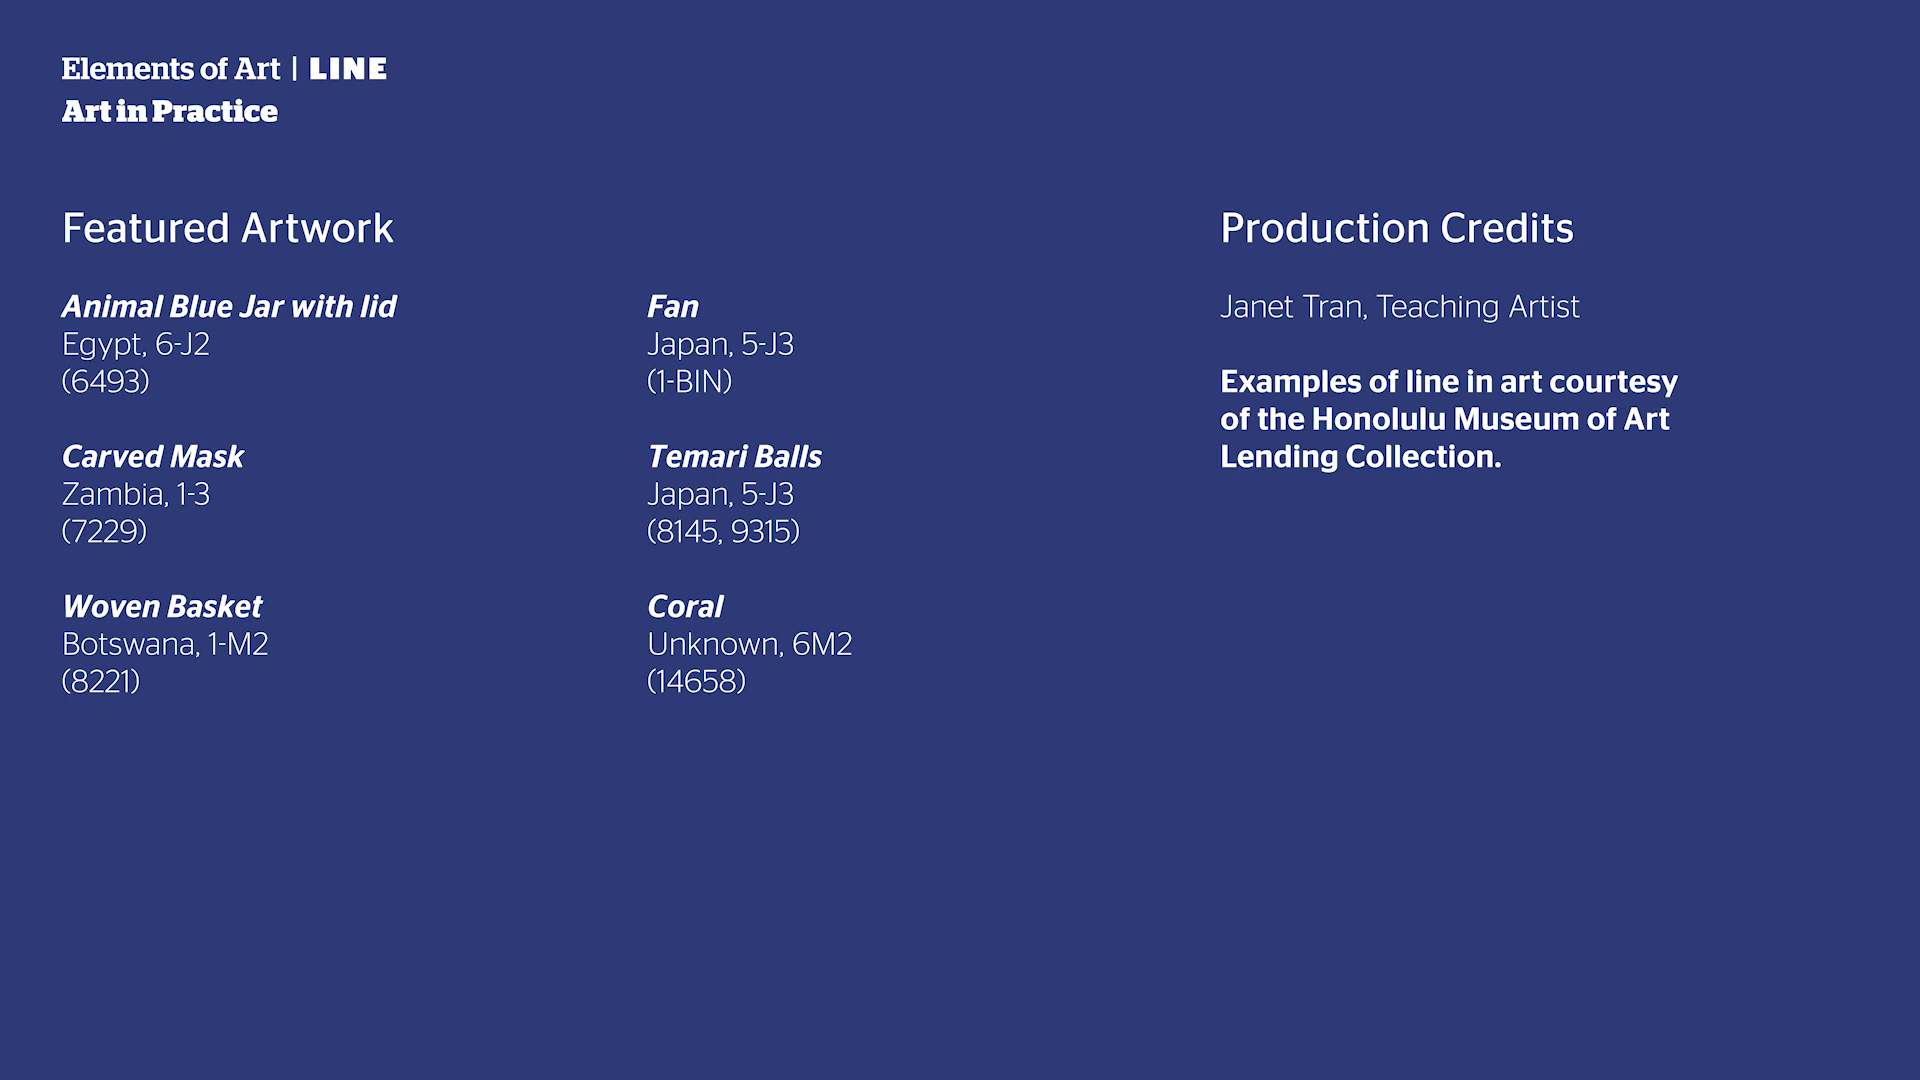 Elements of Art | LINE
Art in Practice
Featured Artwork
Animal Blue Jar with lid
Egypt, 6-J2
(6493)
Carved Mask
Zambia, 1-3
(7229)
Woven Basket
Botswana, 1-M2
(8221)
Fan
Japan, 5-J3
(1-BIN)
Temari Balls
Japan, 5-J3
(8145, 9315)
Coral
Unknown, 6M2
(14658)
Production Credits
Janet Tran, Teaching Artist
Examples of line in art courtesy
of the Honolulu Museum of Art
Lending Collection.